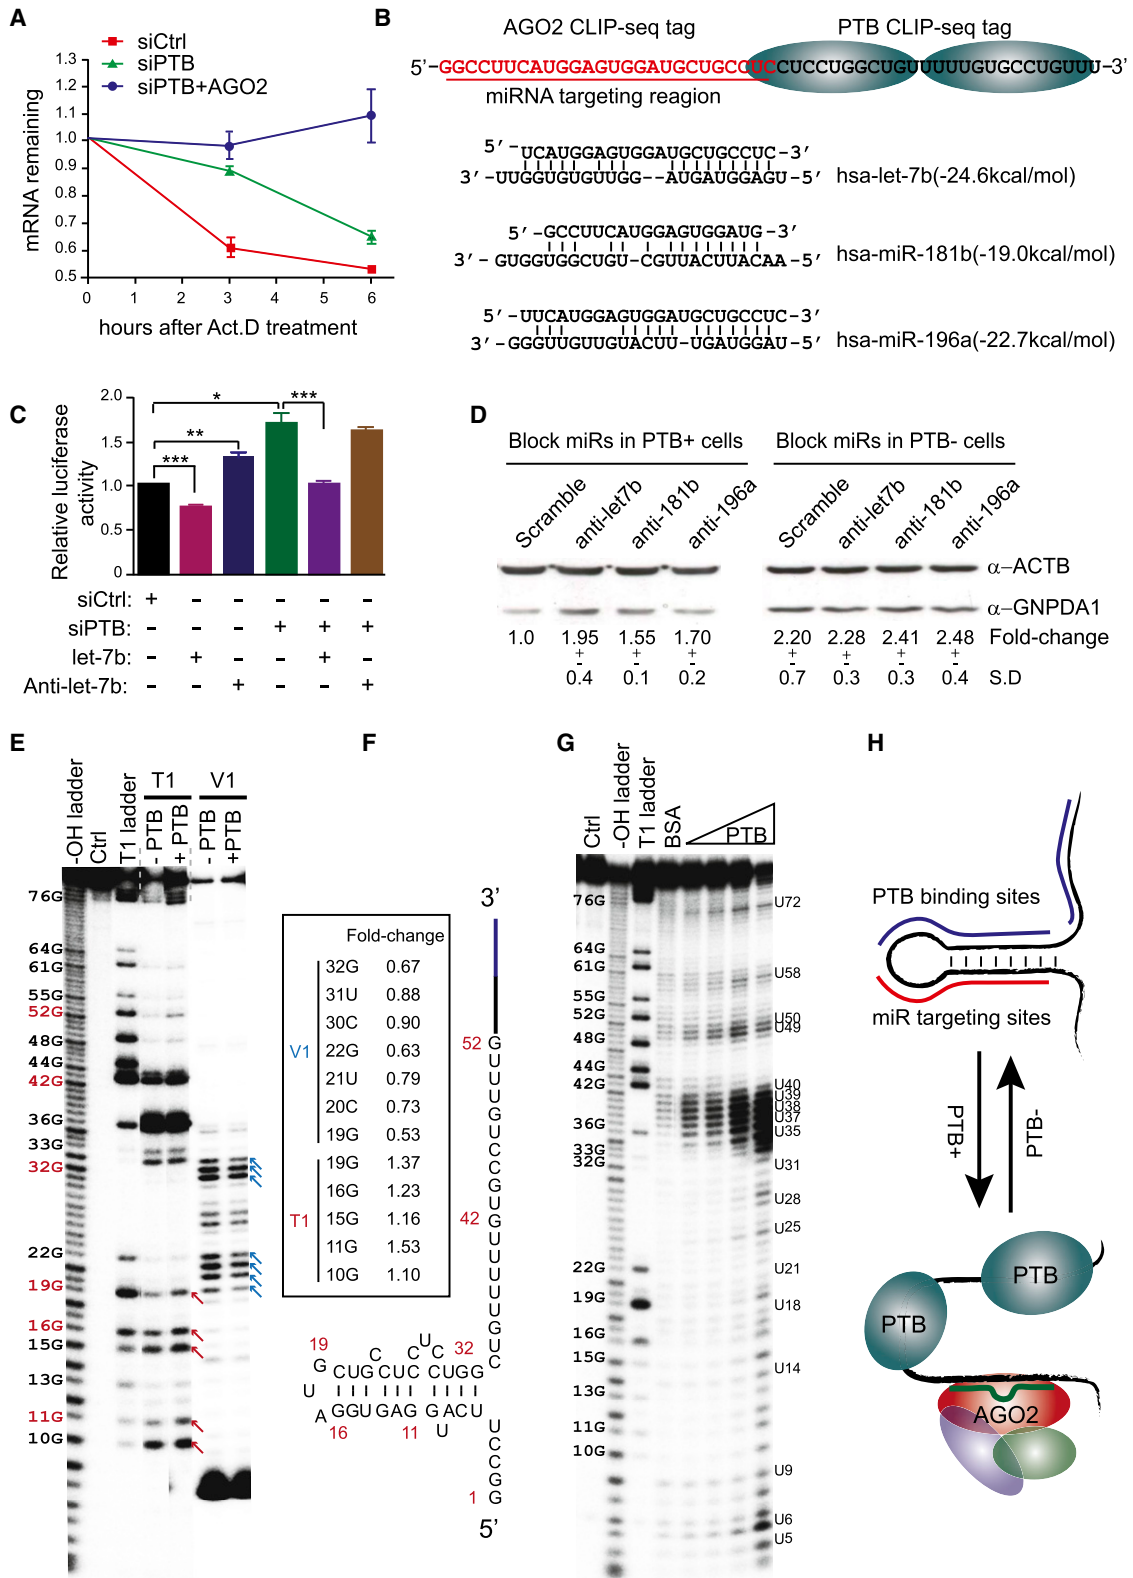 A
siCtrl
siPTB
siPTB+AGO2
mRNA remaining
1.3
1.2
1.1
1.0
0.9
0.8
0.7
0.6
0.5
0 1 2 3 4 5 6
hours after Act.D treatment
B
AGO2 CLIP-seq tag PTB CLIP-seq tag
5'-GGCCUUCAUGGAGUGGAUGCUGCCUCCUCCUGGCUGUUUUUGUGCCUGUUU-3'
miRNA targeting reagion
5'-UCAUGGAGUGGAUGCUGCCUC-3'
3'-UUGGUGUGUUGG--AUGAUGGAGU-5' hsa-let-7b(-24.6kcal/mol)
5'-GCCUUCAUGGAGUGGAUG-3'
3'-GUGGUGGCUGU-CGUUACUUACAA-5' hsa-miR-181b(-19.0kcal/mol)
5'-UUCAUGGAGUGGAUGCUGCCUC-3'
3'-GGGUUGUUGUACUU-UGAUGGAU-5' hsa-miR-196a(-22.7kcal/mol)
C
Relative luciferase
activity
2.0
1.5
1.0
0.5
0
* ***
**
***
siCtrl: + - - - - -
siPTB: - - - + + +
let-7b: - + - - + -
Anti-let-7b: - - + - - +
D
Block miRs in PTB+ cells Block miRs in PTB- cells
Scramble anti-let7b anti-181b anti-196a Scramble anti-let7b anti-181b anti-196a
α-ACTB
α-GNPDA1
1.0 1.95 1.55 1.70 2.20 2.28 2.41 2.48 Fold-change
+ + + + + + +
- - - - - - -
0.4 0.1 0.2 0.7 0.3 0.3 0.4 S.D
E
T1 V1
-OH ladder Ctrl T1 ladder - PTB + PTB - PTB +PTB
76G
64G
61G
55G
52G
48G
44G
42G
36G
33G
32G
22G
19G
16G
15G
13G
11G
10G
F
Fold-change
32G 0.67
31U 0.88
30C 0.90
V1 22G 0.63
21U 0.79
20C 0.73
19G 0.53
19G 1.37
16G 1.23
T1 15G 1.16
11G 1.53
10G 1.10
3'
52 G
U
U
U
G
U
C
C
G
U
42 G
U
U
U
U
U
G
U
C
19 C C U C 32
G CUG CUC CUGG
U
A GGUGAG G ACU
16 11 U
U
C
C
G
1 G
5'
G
Ctrl -OH ladder T1 ladder BSA PTB
76G
64G
61G
55G
52G
48G
44G
42G
36G
33G
32G
22G
19G
16G
15G
13G
11G
10G
U72
U58
U50
U49
U40
U39
U38
U37
U35
U31
U28
U25
U21
U18
U14
U9
U6
U5
H
PTB binding sites
miR targeting sites
PTB+ PTB-
PTB
PTB
AGO2